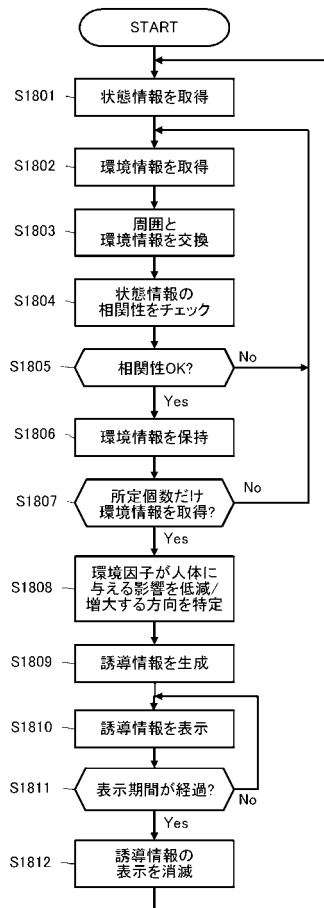 START
S1801
状態情報を取得
S1802
環境情報を取得
S1803
周囲と
環境情報を交換
S1804
状態情報の
相関性をチェック
S1805
相関性OK?
No
Yes
S1806
環境情報を保持
S1807
所定個数だけ
環境情報を取得?
No
Yes
S1808
環境因子が人体に
与える影響を低減/
増大する方向を特定
S1809
誘導情報を生成
S1810
誘導情報を表示
S1811
表示期間が経過?
No
Yes
S1812
誘導情報の
表示を消滅